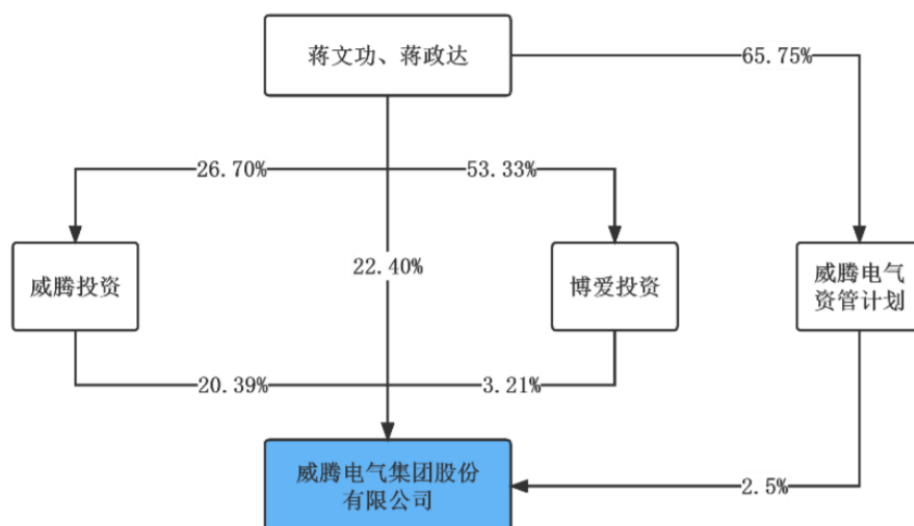 蒋文功、蒋政达
65.75%
26.70%
53.33%
威腾投资
22.40%
博爱投资
威腾电气
资管计划
20.39%
3.21%
威腾电气集团股份
有限公司
2.5%